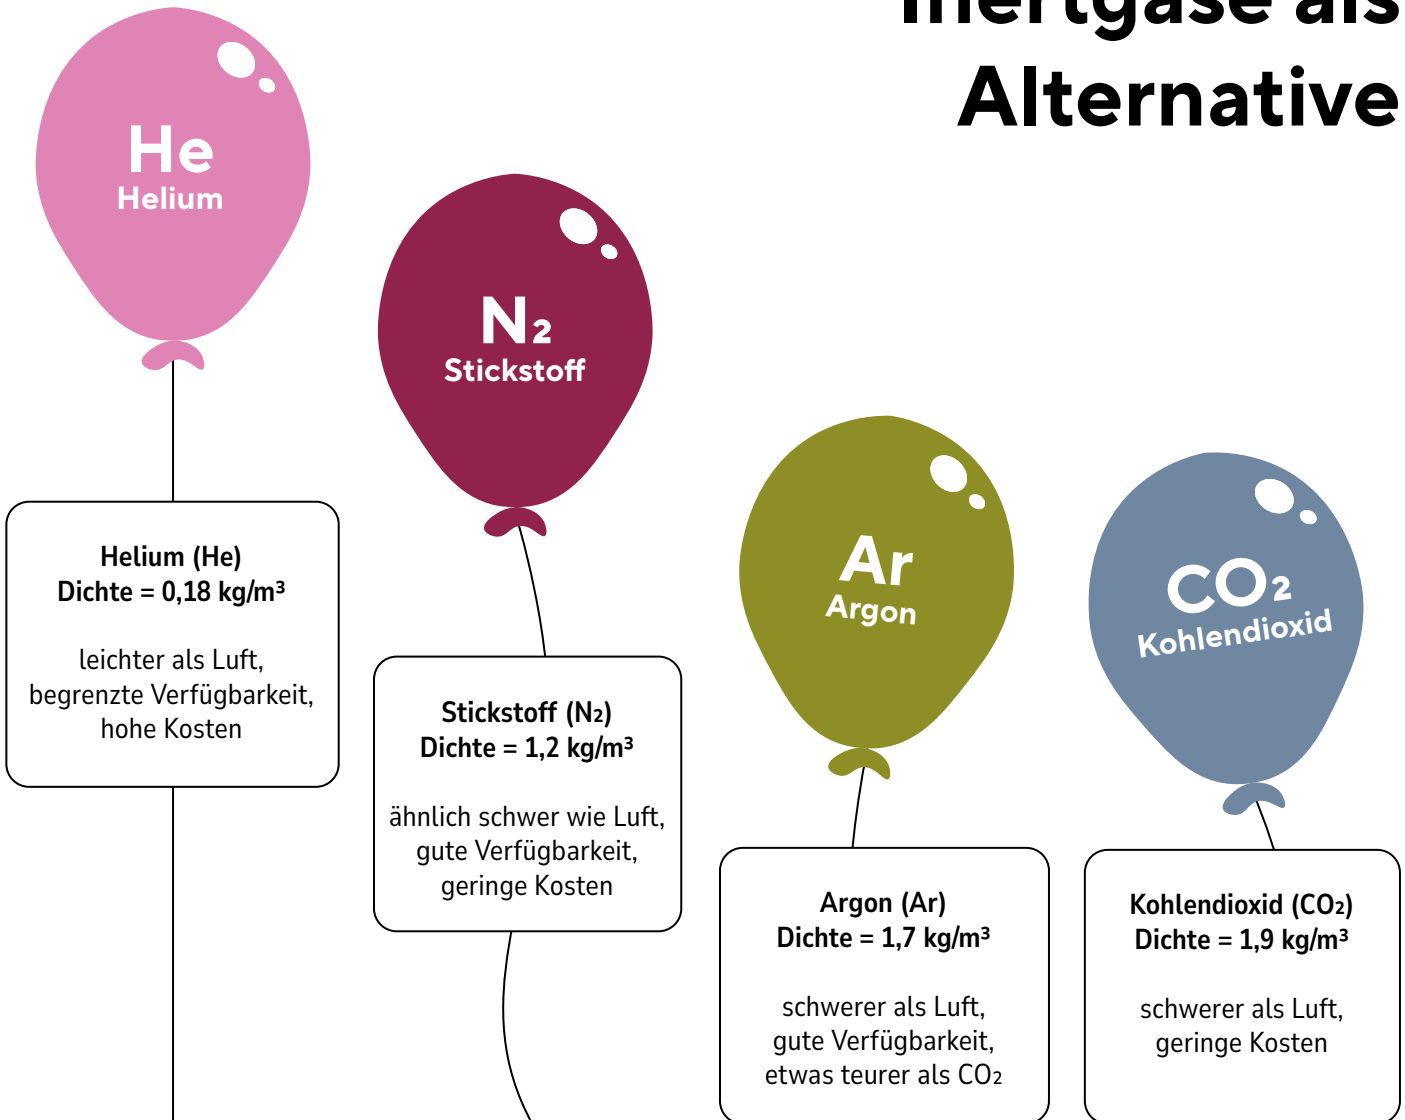 Inertgase als
Alternative
He
Helium
N₂
Stickstoff
Ar
Argon
CO₂
Kohlendioxid
Helium (He)
Dichte = 0,18 kg/m³
leichter als Luft,
begrenzte Verfügbarkeit,
hohe Kosten
Stickstoff (N₂)
Dichte = 1,2 kg/m³
ähnlich schwer wie Luft,
gute Verfügbarkeit,
geringe Kosten
Argon (Ar)
Dichte = 1,7 kg/m³
schwerer als Luft,
gute Verfügbarkeit,
etwas teurer als CO₂
Kohlendioxid (CO₂)
Dichte = 1,9 kg/m³
schwerer als Luft,
geringe Kosten